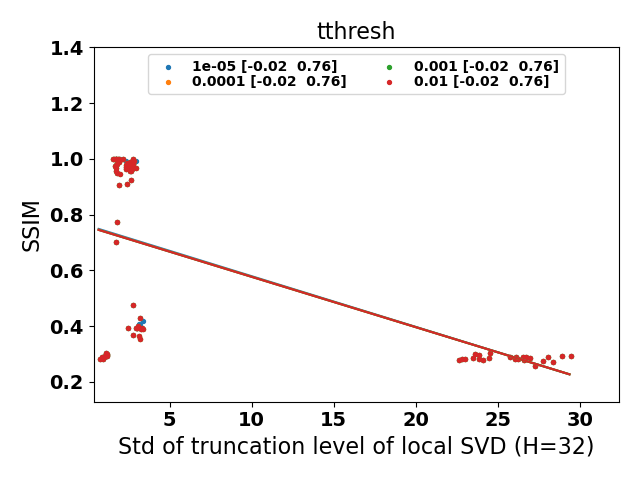 tthresh
1e-05 [-0.02  0.76]
0.0001 [-0.02  0.76]
0.001 [-0.02  0.76]
0.01 [-0.02  0.76]
1.4
1.2
1.0
0.8
0.6
0.4
0.2
SSIM
5 10 15 20 25 30
Std of truncation level of local SVD (H=32)